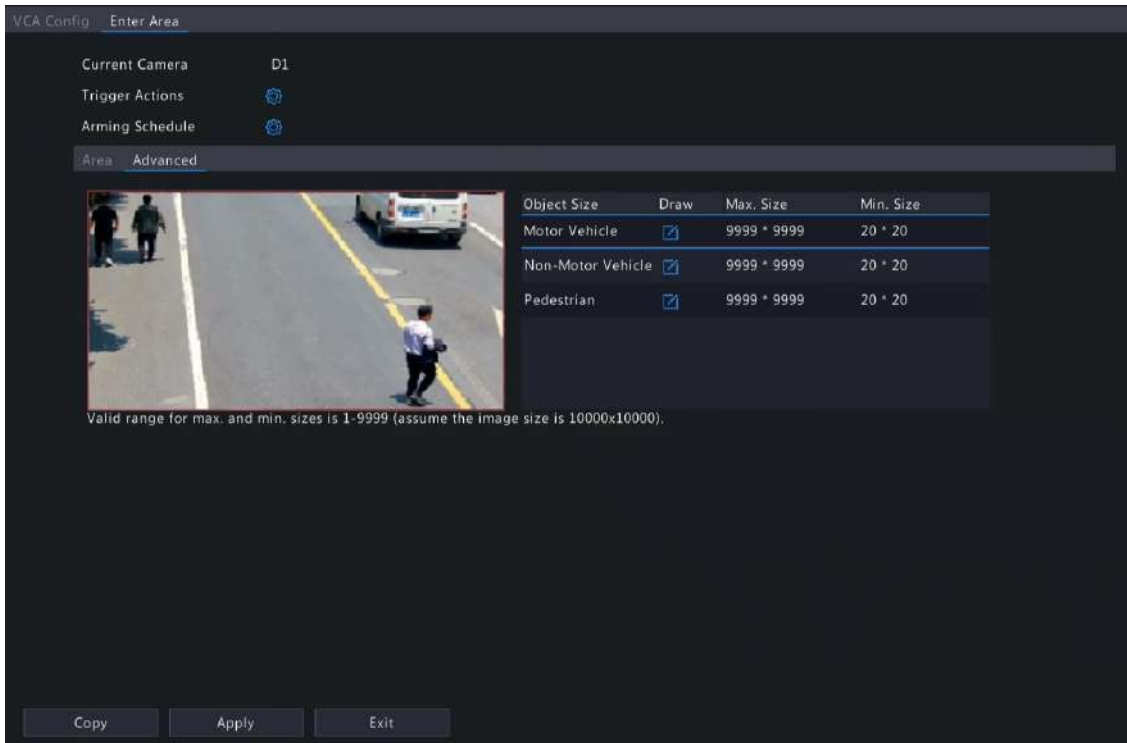 VCA Config Enter Area
Current Camera D1
Trigger Actions
Arming Schedule
Area Advanced
Object Size Draw Max. Size Min. Size
Motor Vehicle 9999 * 9999 20 * 20
Non-Motor Vehicle 9999 * 9999 20 * 20
Pedestrian 9999 * 9999 20 * 20
Valid range for max. and min. sizes is 1-9999 (assume the image size is 10000x10000).
Copy Apply Exit